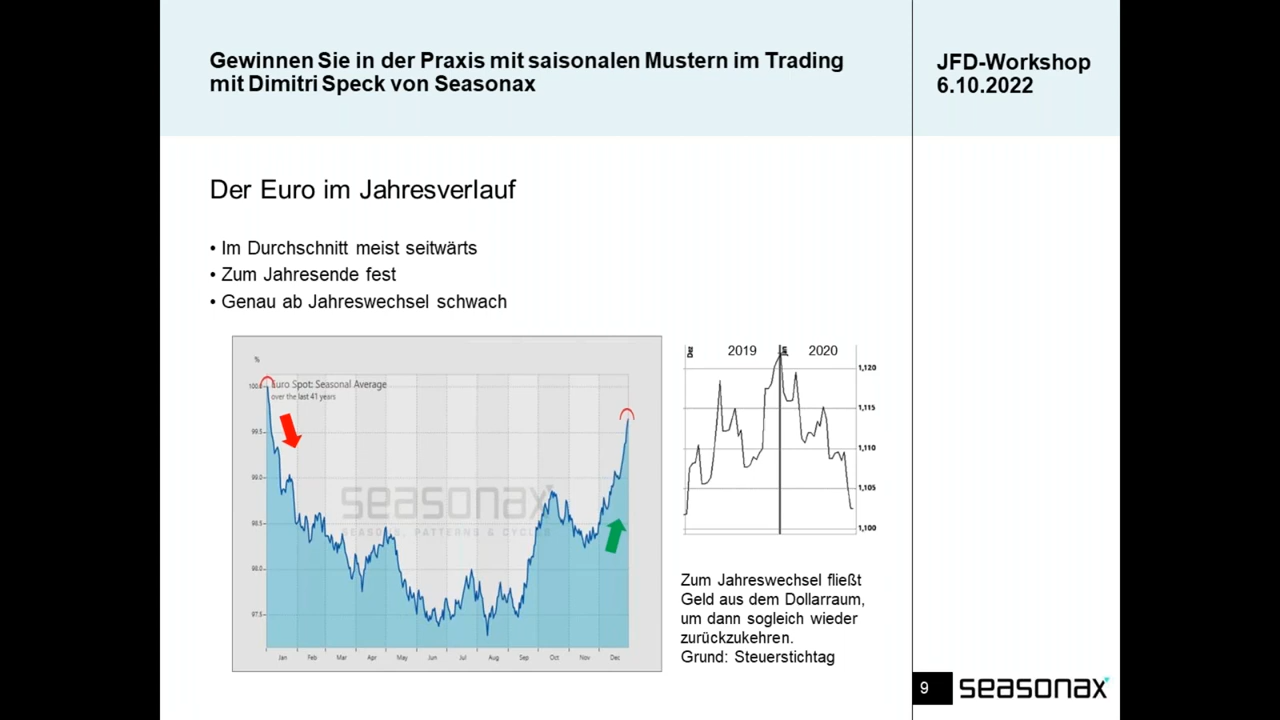 Gewinnen Sie in der Praxis mit saisonalen Mustern im Trading
mit Dimitri Speck von Seasonax
JFD-Workshop
6.10.2022
Der Euro im Jahresverlauf
• Im Durchschnitt meist seitwärts
• Zum Jahresende fest
• Genau ab Jahreswechsel schwach
%
Euro Spot: Seasonal Average
over the last 41 years
100.0
99.5
99.0
98.5
98.0
97.5
seasonax
SEASONS, PATTERNS & CYCLES
Jan Feb Mar Apr May Jun Jul Aug Sep Oct Nov Dez
Dez 2019 Jan 2020
1,120
1,115
1,110
1,105
1,100
Zum Jahreswechsel fließt
Geld aus dem Dollarraum,
um dann sogleich wieder
zurückzukehren.
Grund: Steuerstichtag
9
seasonax